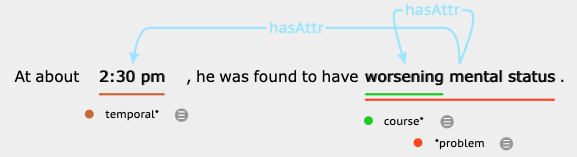 hasAttr
hasAttr
At about 2:30 pm , he was found to have worsening mental status .
temporal*
course*
*problem